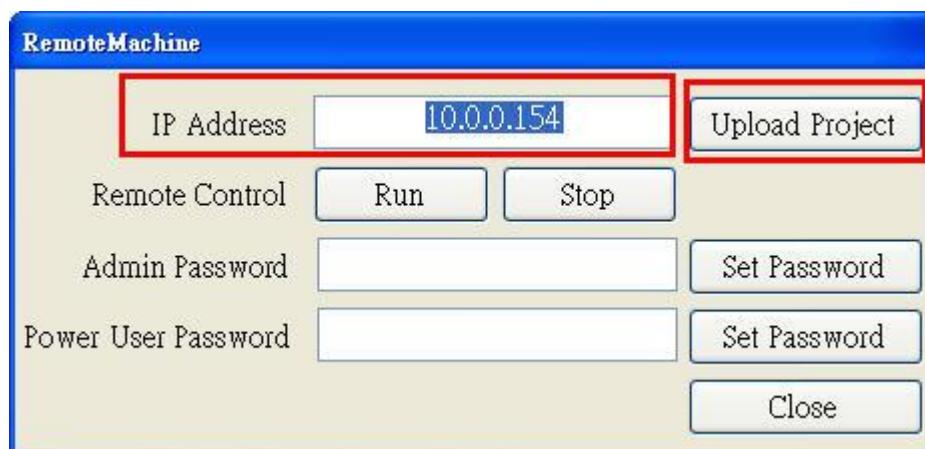 RemoteMachine
IP Address 10.0.0.154 Upload Project
Remote Control Run Stop
Admin Password Set Password
Power User Password Set Password
Close